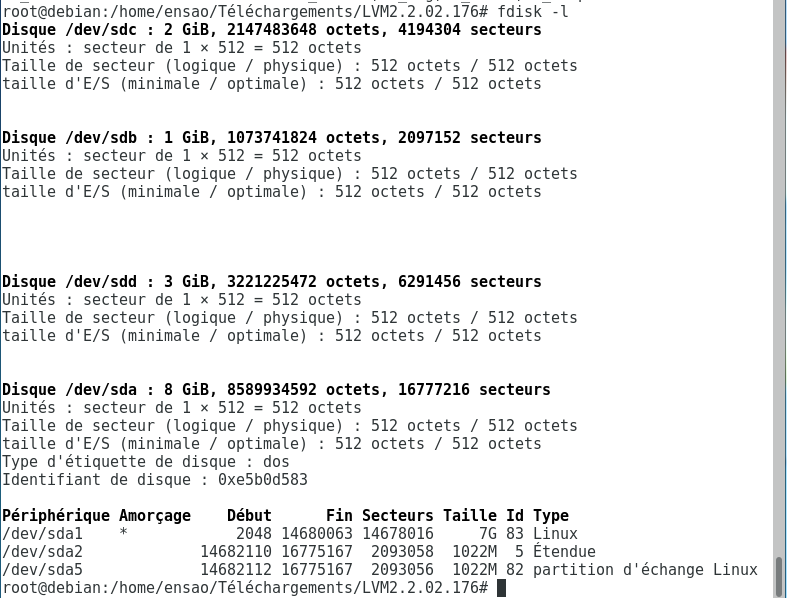 root@debian:/home/ensao/Téléchargements/LVM2.2.02.176# fdisk -l
Disque /dev/sdc : 2 GiB, 2147483648 octets, 4194304 secteurs
Unités : secteur de 1 × 512 = 512 octets
Taille de secteur (logique / physique) : 512 octets / 512 octets
taille d'E/S (minimale / optimale) : 512 octets / 512 octets
Disque /dev/sdb : 1 GiB, 1073741824 octets, 2097152 secteurs
Unités : secteur de 1 × 512 = 512 octets
Taille de secteur (logique / physique) : 512 octets / 512 octets
taille d'E/S (minimale / optimale) : 512 octets / 512 octets
Disque /dev/sdd : 3 GiB, 3221225472 octets, 6291456 secteurs
Unités : secteur de 1 × 512 = 512 octets
Taille de secteur (logique / physique) : 512 octets / 512 octets
taille d'E/S (minimale / optimale) : 512 octets / 512 octets
Disque /dev/sda : 8 GiB, 8589934592 octets, 16777216 secteurs
Unités : secteur de 1 × 512 = 512 octets
Taille de secteur (logique / physique) : 512 octets / 512 octets
taille d'E/S (minimale / optimale) : 512 octets / 512 octets
Type d'étiquette de disque : dos
Identifiant de disque : 0xe5b0d583
Périphérique Amorçage    Début      Fin Secteurs Taille Id Type
/dev/sda1    *            2048 14680063 14678016     7G 83 Linux
/dev/sda2             14682110 16775167  2093058  1022M  5 Étendue
/dev/sda5             14682112 16775167  2093056  1022M 82 partition d'échange Linux
root@debian:/home/ensao/Téléchargements/LVM2.2.02.176#